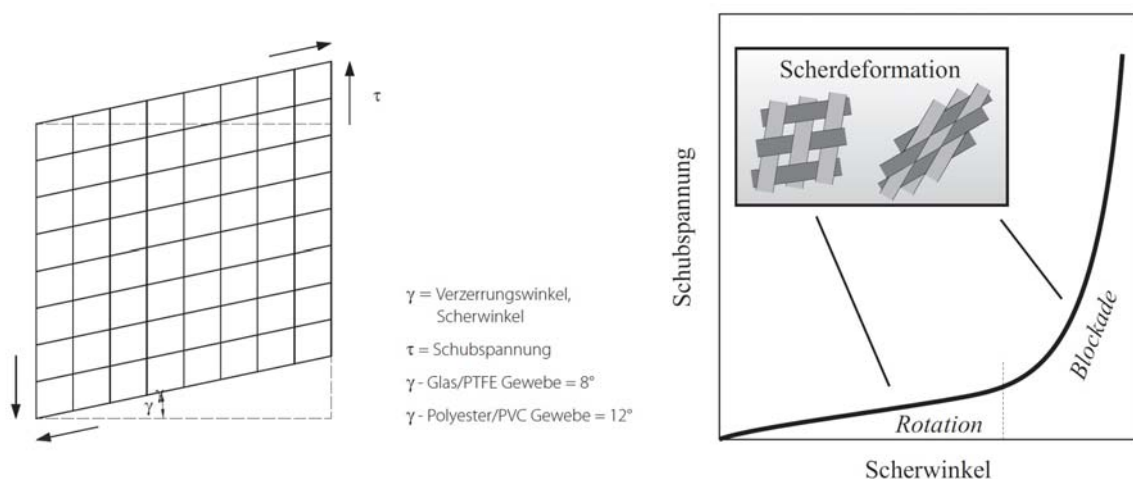 τ
γ
γ = Verzerrungswinkel,
Scherwinkel
τ = Schubspannung
γ - Glas/PTFE Gewebe = 8°
γ - Polyester/PVC Gewebe = 12°
Schubspannung
Scherdeformation
Rotation
Blockade
Scherwinkel